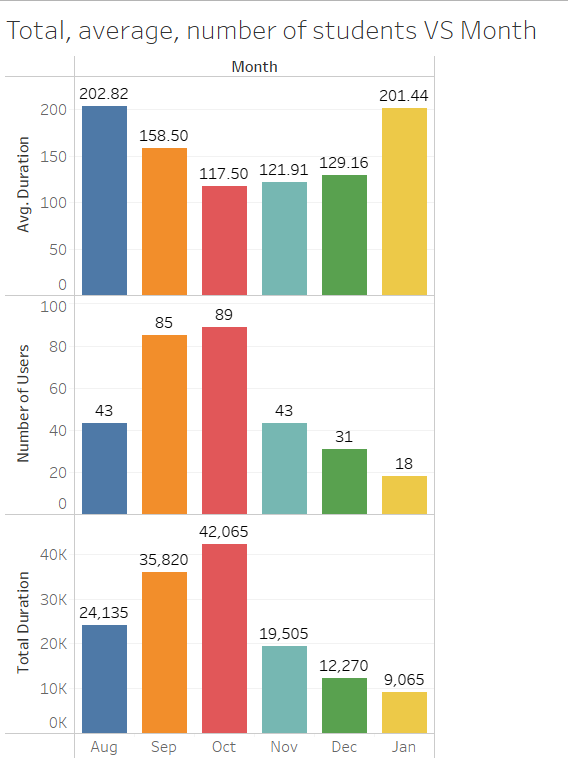 Total, average, number of students VS Month
Month
Avg. Duration
200
150
100
50
0
202.82
158.50
117.50
121.91
129.16
201.44
Number of Users
100
80
60
40
20
0
43
85
89
43
31
18
Total Duration
40K
30K
20K
10K
0K
24,135
35,820
42,065
19,505
12,270
9,065
Aug Sep Oct Nov Dec Jan